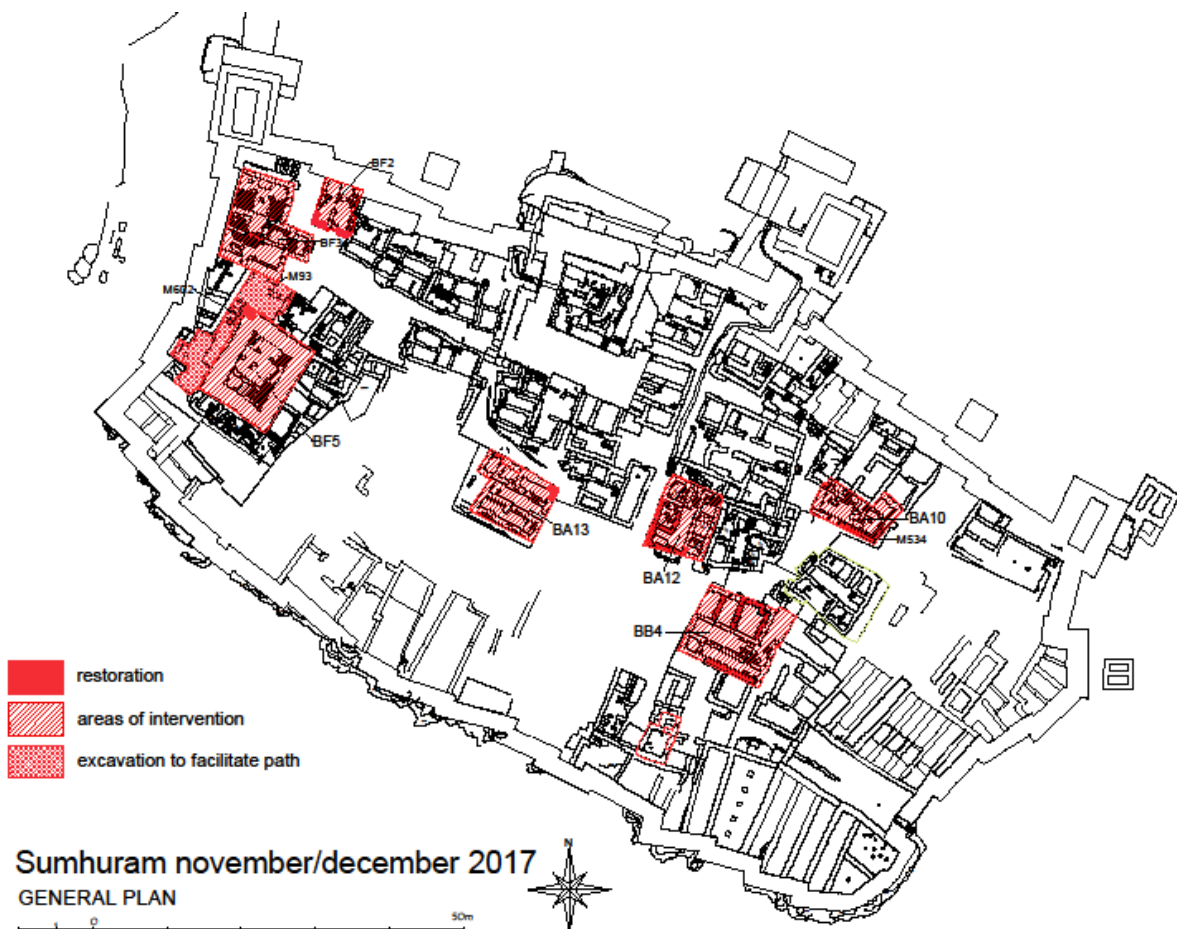 BF2
BF34
M93
M602
BF5
BA13
BA12
BA10
M534
BB4
restoration
areas of intervention
excavation to facilitate path
Sumhuram november/december 2017
GENERAL PLAN
N
1 0 50m